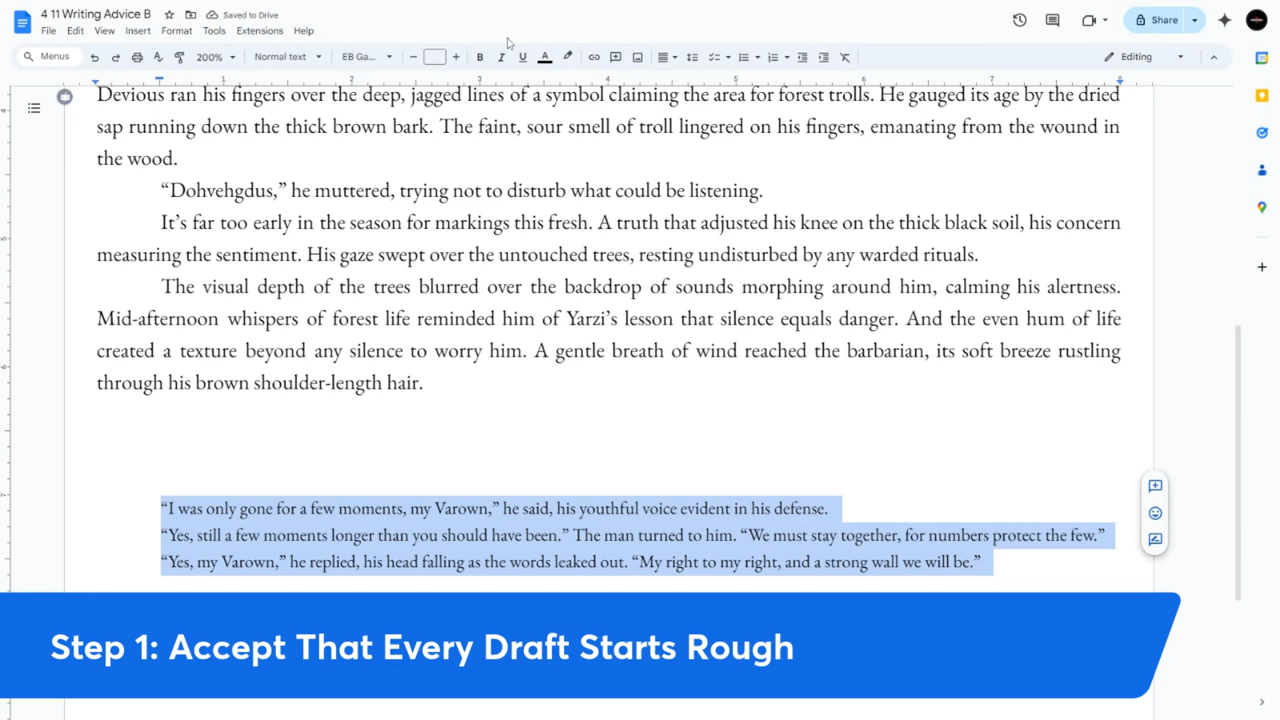 4 11 Writing Advice B
Saved to Drive
File Edit View Insert Format Tools Extensions Help
Share
Menus
200%
Normal text
EB Ga...
Editing
1 2 3 4 5 6 7
Devious ran his fingers over the deep, jagged lines of a symbol claiming the area for forest trolls. He gauged its age by the dried
sap running down the thick brown bark. The faint, sour smell of troll lingered on his fingers, emanating from the wound in
the wood.
“Dohvehgdus,” he muttered, trying not to disturb what could be listening.
It’s far too early in the season for markings this fresh. A truth that adjusted his knee on the thick black soil, his concern
measuring the sentiment. His gaze swept over the untouched trees, resting undisturbed by any warded rituals.
The visual depth of the trees blurred over the backdrop of sounds morphing around him, calming his alertness.
Mid-afternoon whispers of forest life reminded him of Yarzi’s lesson that silence equals danger. And the even hum of life
created a texture beyond any silence to worry him. A gentle breath of wind reached the barbarian, its soft breeze rustling
through his brown shoulder-length hair.
“I was only gone for a few moments, my Varown,” he said, his youthful voice evident in his defense.
“Yes, still a few moments longer than you should have been.” The man turned to him. “We must stay together, for numbers protect the few.”
“Yes, my Varown,” he replied, his head falling as the words leaked out. “My right to my right, and a strong wall we will be.”
Step 1: Accept That Every Draft Starts Rough